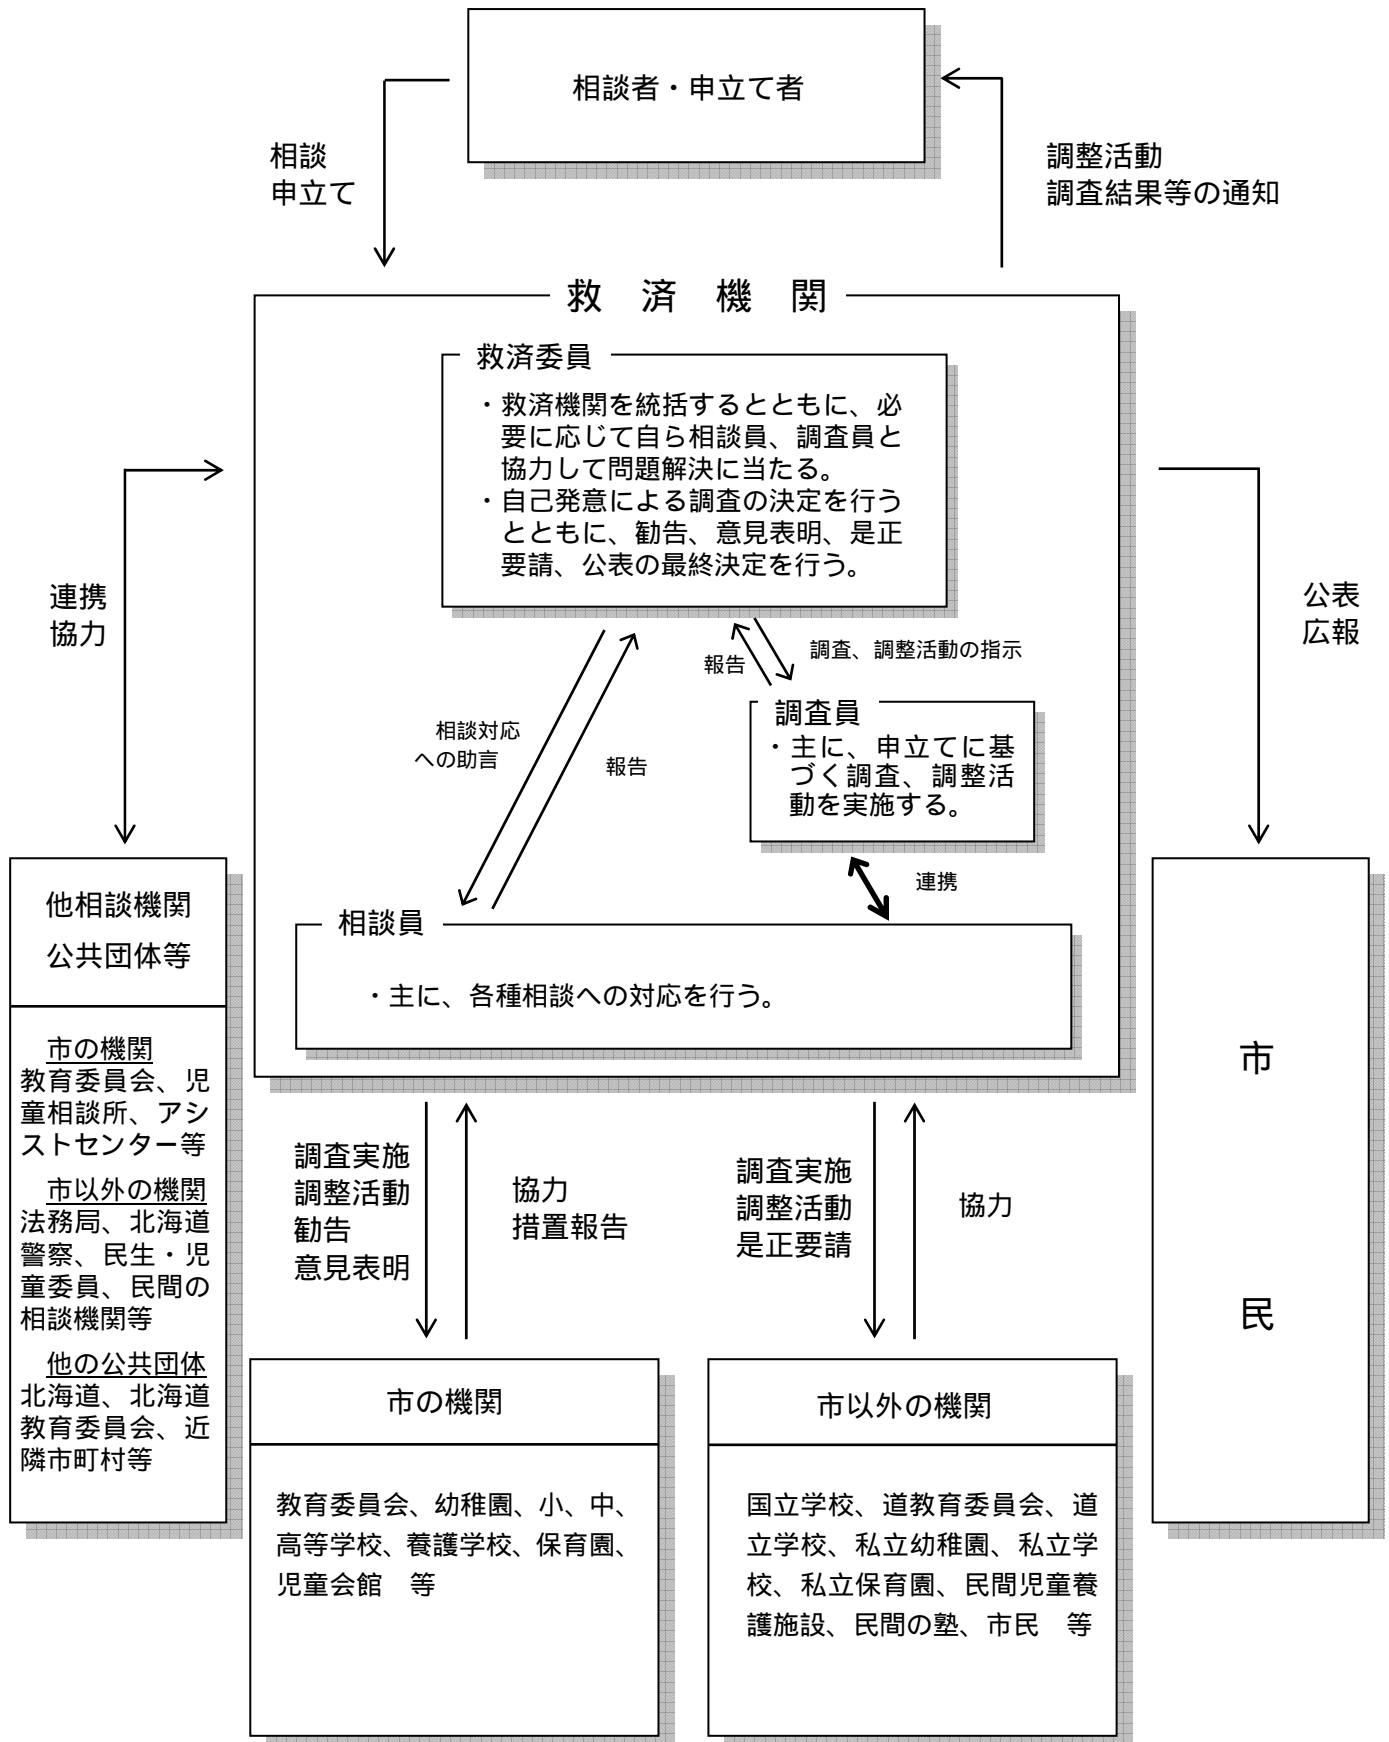 相談者・申立て者
相談
申立て
調整活動
調査結果等の通知
救済機関
救済委員
・救済機関を統括するとともに、必
要に応じて自ら相談員、調査員と
協力して問題解決に当たる。
・自己発意による調査の決定を行う
とともに、勧告、意見表明、是正
要請、公表の最終決定を行う。
連携
協力
公表
広報
報告
調査、調整活動の指示
相談対応
への助言
報告
調査員
・主に、申立てに基
づく調査、調整活
動を実施する。
連携
相談員
・主に、各種相談への対応を行う。
他相談機関
公共団体等
市の機関
教育委員会、児
童相談所、アシ
ストセンター等
市以外の機関
法務局、北海道
警察、民生・児
童委員、民間の
相談機関等
他の公共団体
北海道、北海道
教育委員会、近
隣市町村等
市
民
調査実施
調整活動
勧告
意見表明
協力
措置報告
調査実施
調整活動
是正要請
協力
市の機関
教育委員会、幼稚園、小、中、
高等学校、養護学校、保育園、
児童会館　等
市以外の機関
国立学校、道教育委員会、道
立学校、私立幼稚園、私立学
校、私立保育園、民間児童養
護施設、民間の塾、市民　等